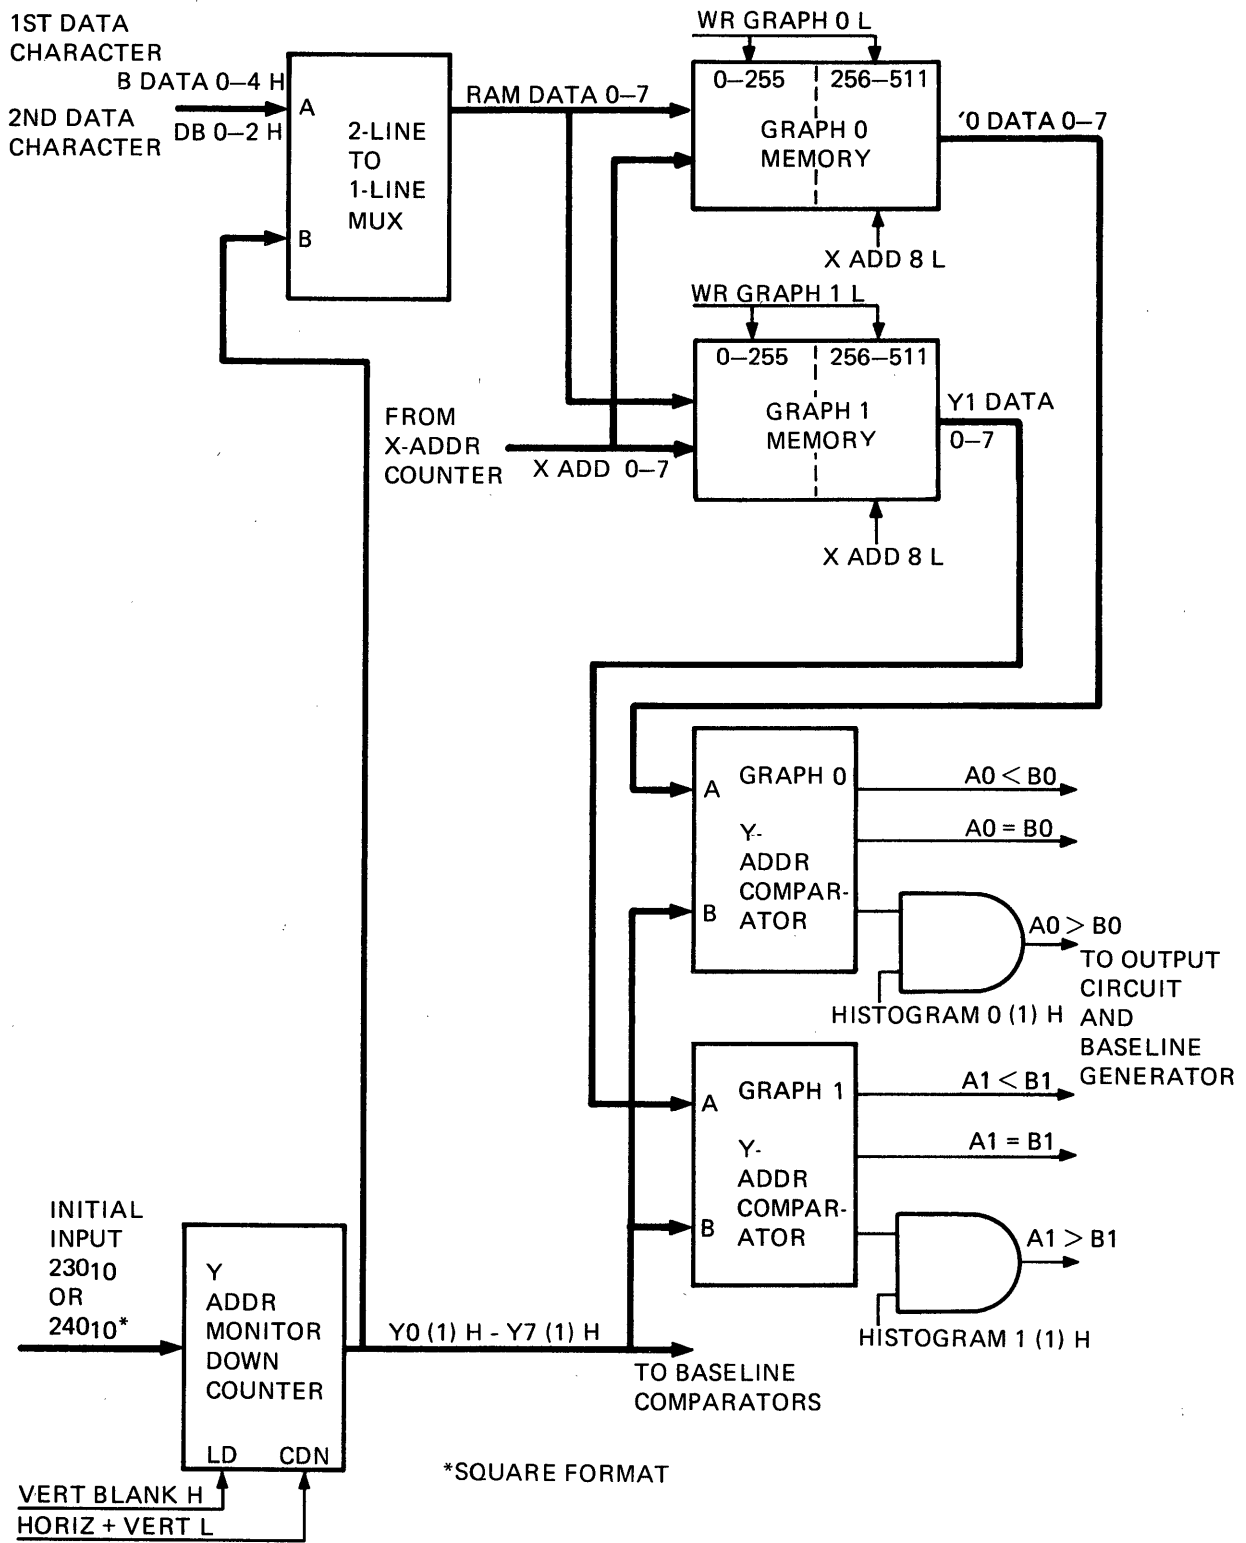 1ST DATA
CHARACTER
B DATA 0–4 H
2ND DATA
CHARACTER
DB 0–2 H
A
B
2-LINE
TO
1-LINE
MUX
RAM DATA 0–7
WR GRAPH 0 L
0–255
256–511
GRAPH 0
MEMORY
'0 DATA 0–7
X ADD 8 L
WR GRAPH 1 L
0–255
256–511
GRAPH 1
MEMORY
Y1 DATA
0–7
FROM
X-ADDR
COUNTER
X ADD 0–7
X ADD 8 L
A
GRAPH 0
Y-
ADDR
COMPAR-
ATOR
B
A0 < B0
A0 = B0
A0 > B0
HISTOGRAM 0 (1) H
TO OUTPUT
CIRCUIT
AND
BASELINE
GENERATOR
A
GRAPH 1
Y-
ADDR
COMPAR-
ATOR
B
A1 < B1
A1 = B1
A1 > B1
HISTOGRAM 1 (1) H
INITIAL
INPUT
230₁₀
OR
240₁₀*
Y
ADDR
MONITOR
DOWN
COUNTER
LD CDN
Y0 (1) H - Y7 (1) H
TO BASELINE
COMPARATORS
*SQUARE FORMAT
VERT BLANK H
HORIZ + VERT L